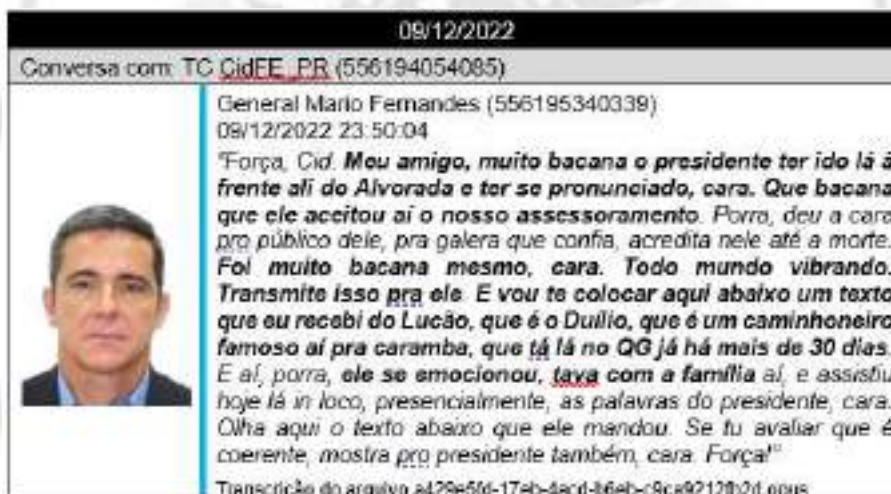 09/12/2022
Conversa com: TC CidFE_PR (556194054085)
General Mario Fernandes (556195340339)
09/12/2022 23:50:04
"Força, Cid. Meu amigo, muito bacana o presidente ter ido lá à
frente ali do Alvorada e ter se pronunciado, cara. Que bacana
que ele aceitou aí o nosso assessoramento. Porra, deu a cara
pro público dele, pra galera que confia, acredita nele até a morte.
Foi muito bacana mesmo, cara. Todo mundo vibrando.
Transmite isso pra ele. E vou te colocar aqui abaixo um texto
que eu recebi do Lucão, que é o Duílio, que é um caminhoneiro
famoso aí pra caramba, que tá lá no QG já há mais de 30 dias.
E aí, porra, ele se emocionou, tava com a família aí, e assistiu
hoje lá in loco, presencialmente, as palavras do presidente, cara.
Olha aqui o texto abaixo que ele mandou. Se tu avaliar que é
coerente, mostra pro presidente também, cara. Força!"
Transcrição do arquivo